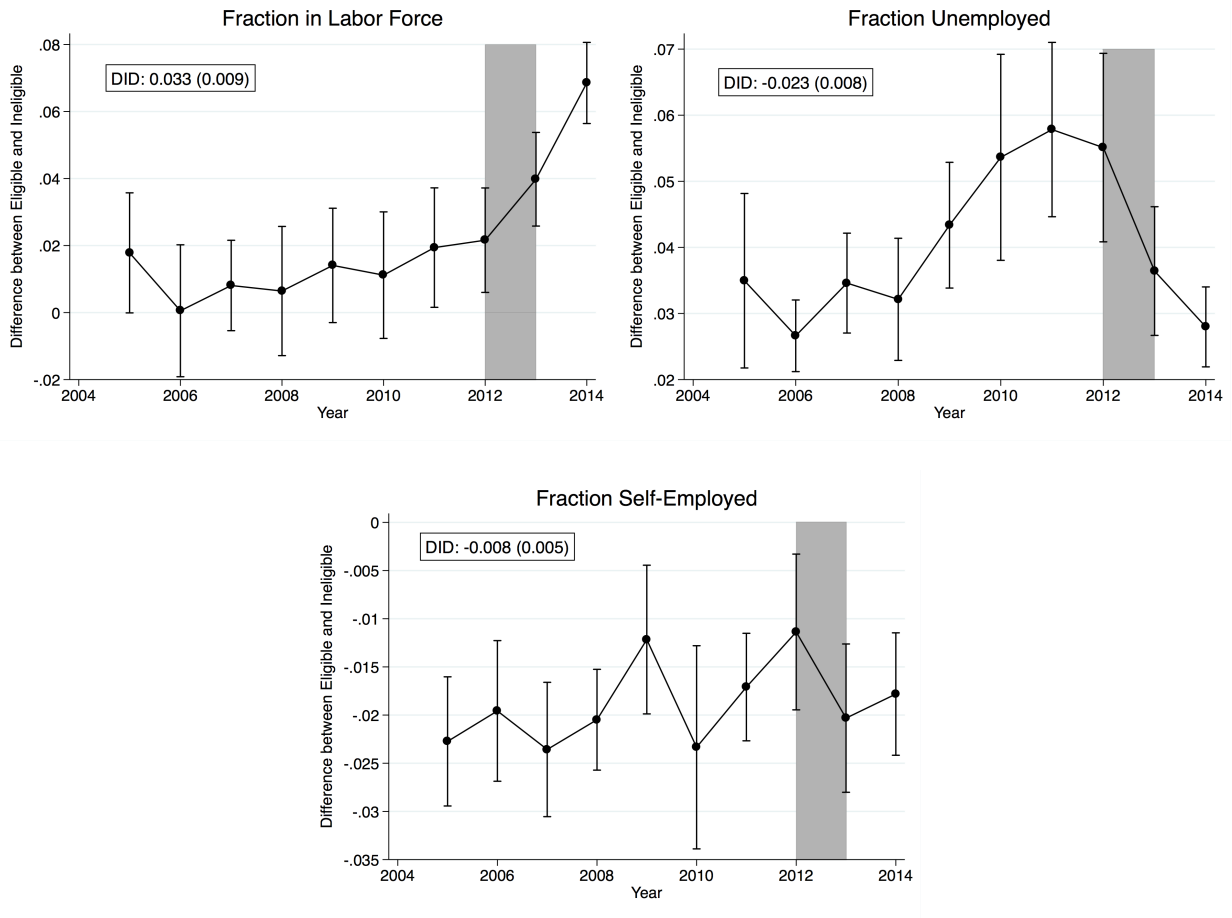 Fraction in Labor Force
DID: 0.033 (0.009)
Difference between Eligible and Ineligible
.08
.06
.04
.02
0
-.02
2004 2006 2008 2010 2012 2014
Year
Fraction Unemployed
DID: -0.023 (0.008)
Difference between Eligible and Ineligible
.07
.06
.05
.04
.03
.02
2004 2006 2008 2010 2012 2014
Year
Fraction Self-Employed
DID: -0.008 (0.005)
Difference between Eligible and Ineligible
0
-.005
-.01
-.015
-.02
-.025
-.03
-.035
2004 2006 2008 2010 2012 2014
Year